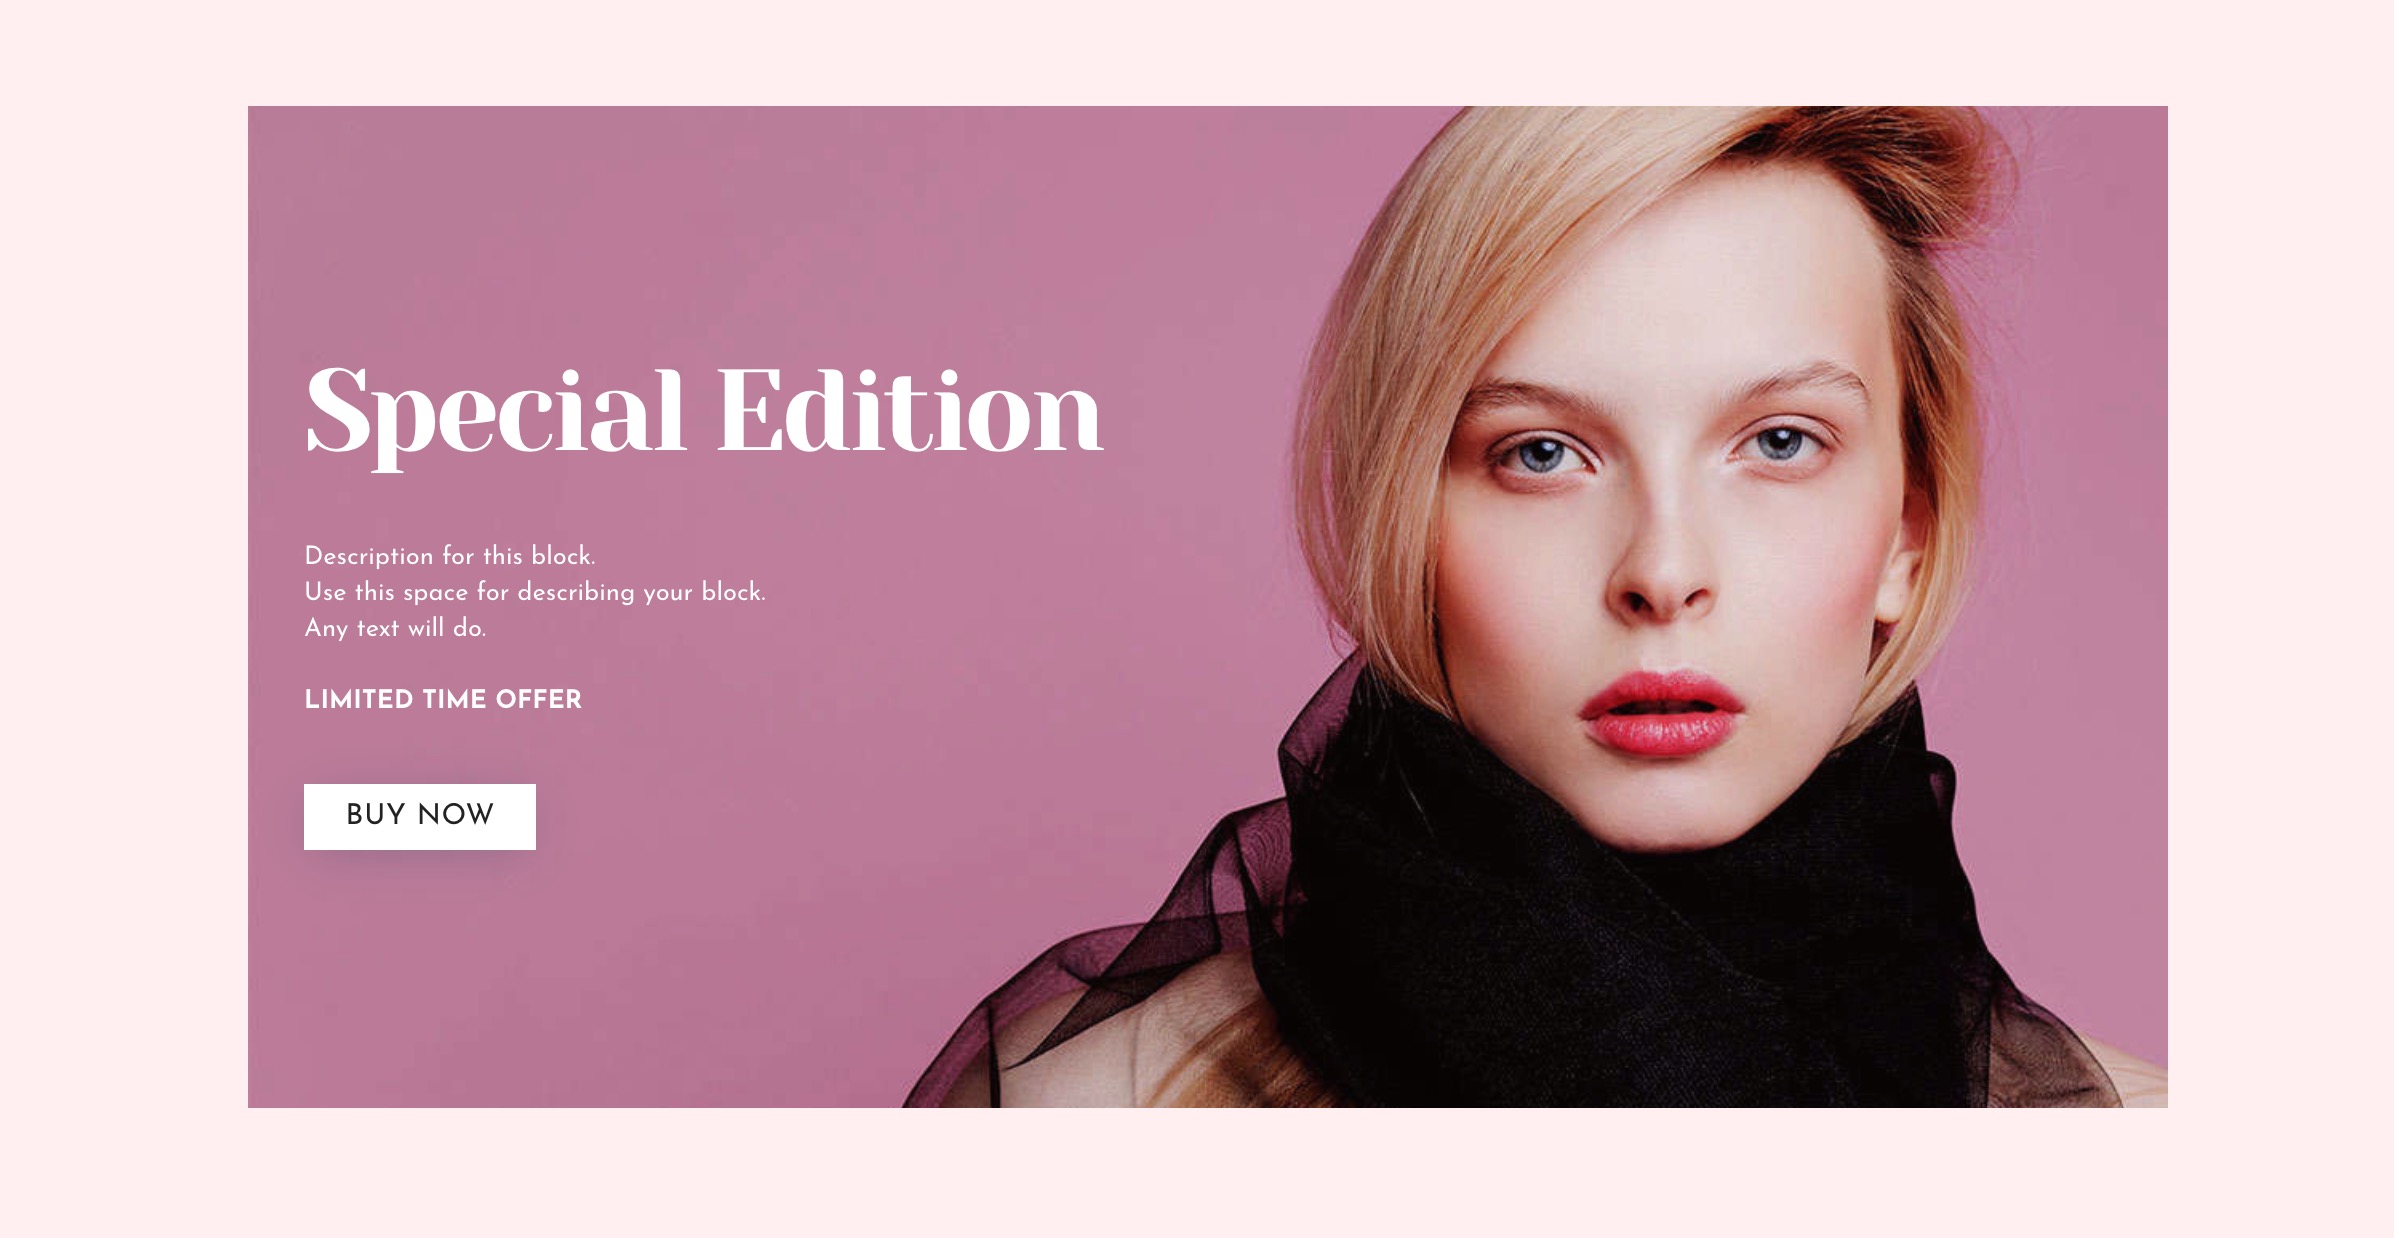 Special Edition
Description for this block.
Use this space for describing your block.
Any text will do.
LIMITED TIME OFFER
BUY NOW